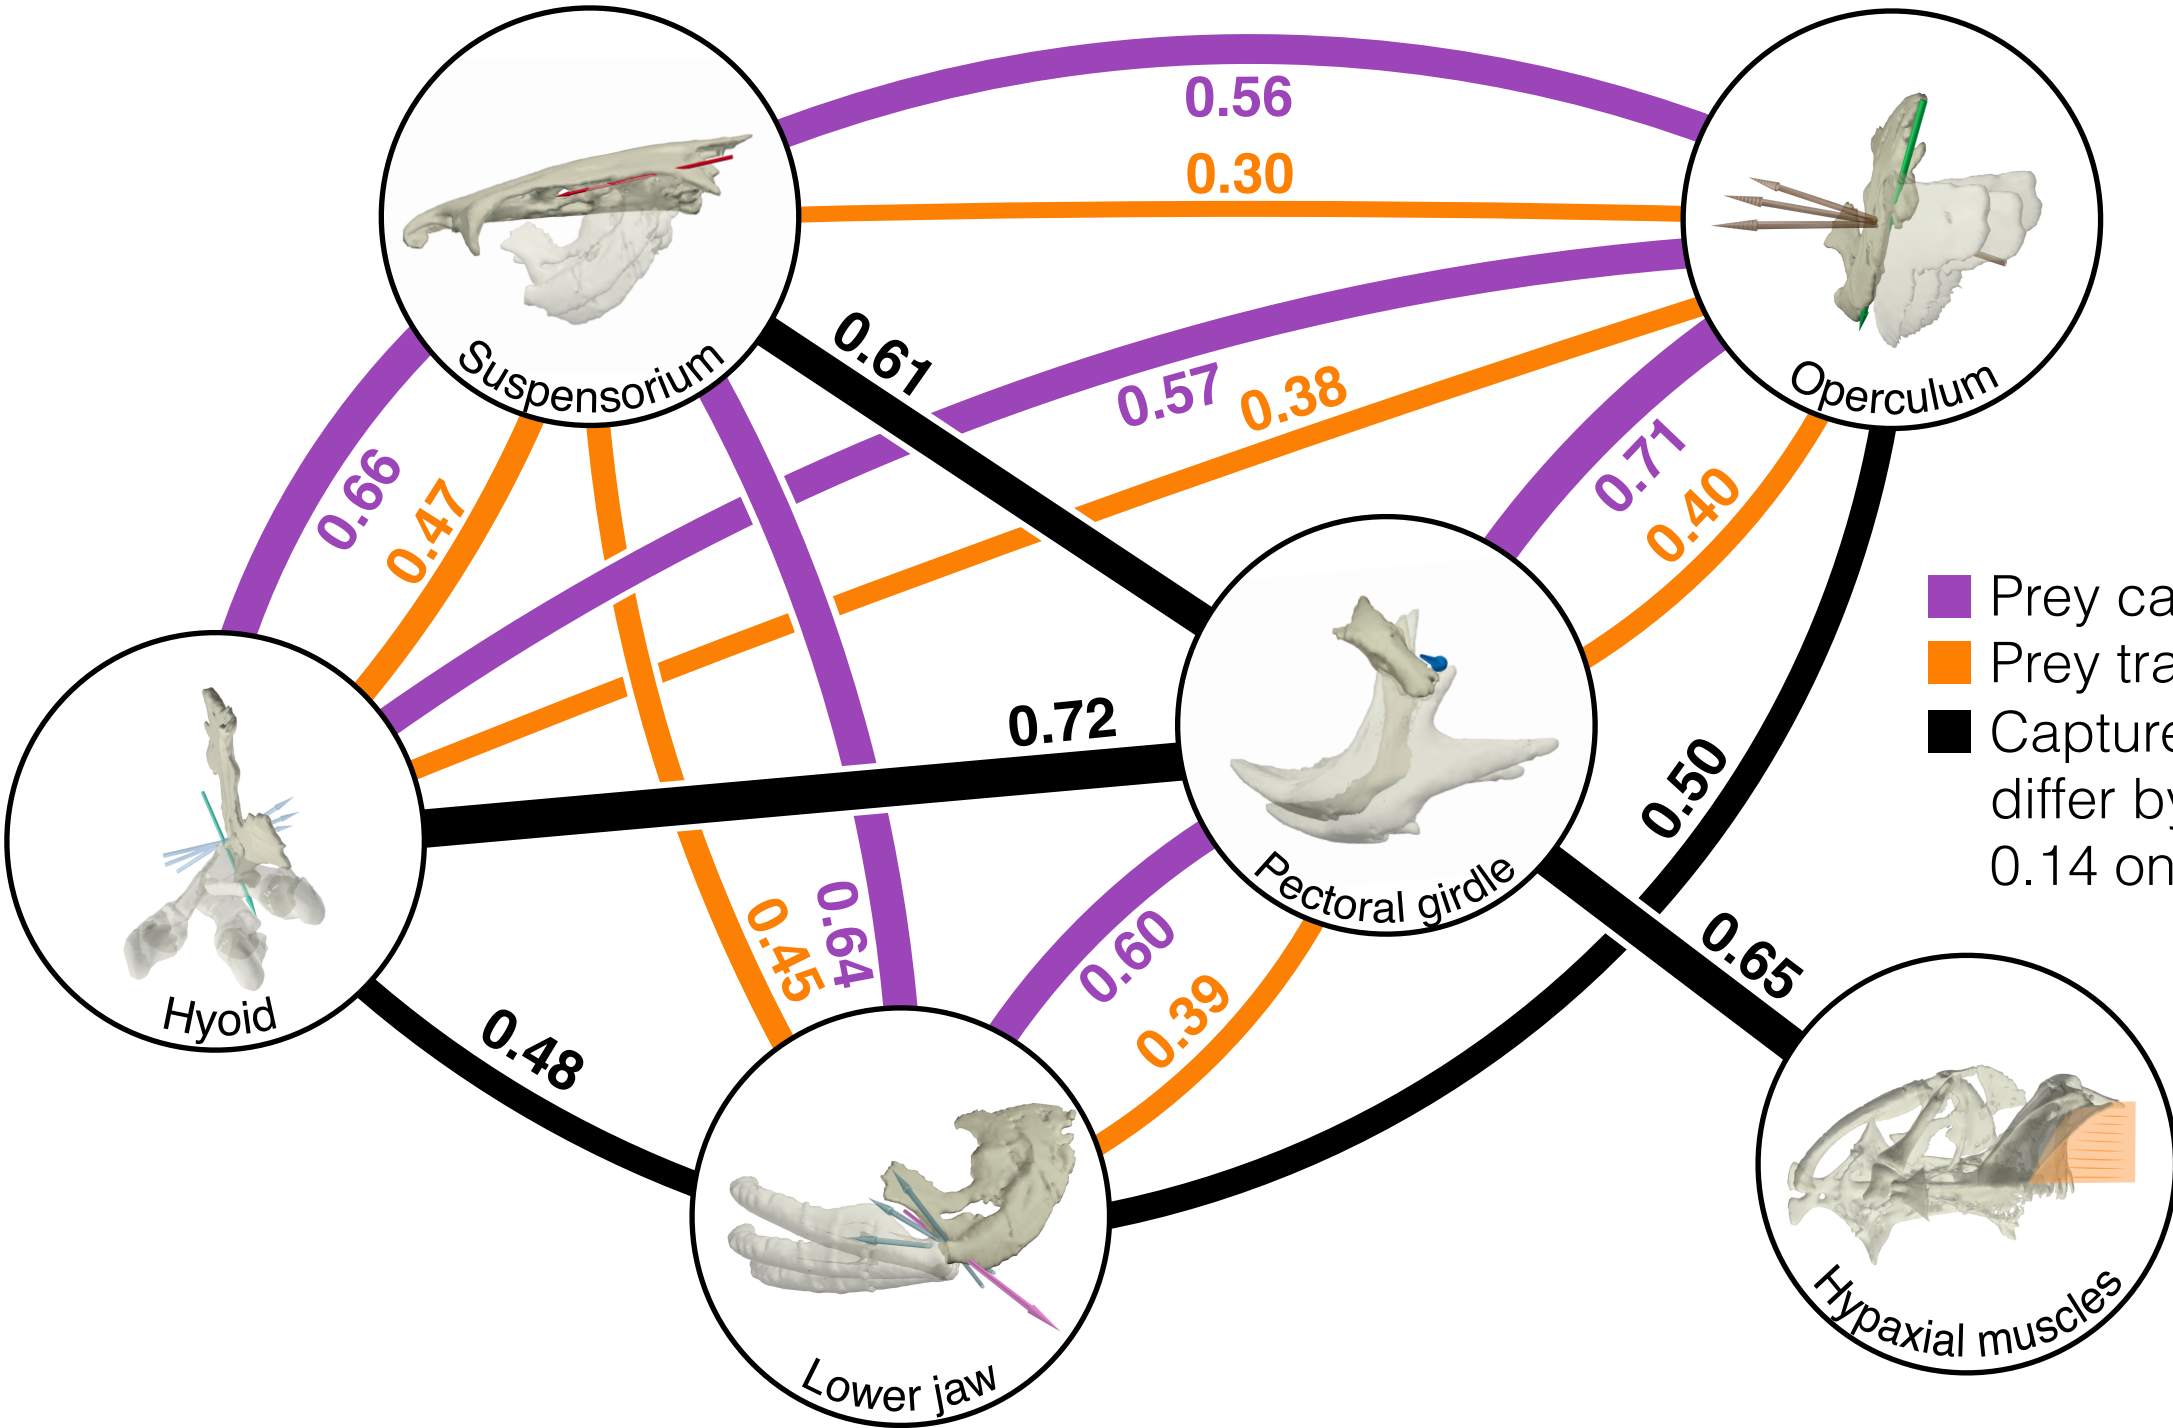 0.56
0.30
Suspensorium
Operculum
0.61
0.57
0.38
0.66
0.47
0.71
0.40
Prey ca
Prey tra
Capture
differ by
0.14 on
0.72
0.50
Pectoral girdle
0.45
0.64
0.60
0.39
0.65
Hyoid
0.48
Hypaxial muscles
Lower jaw